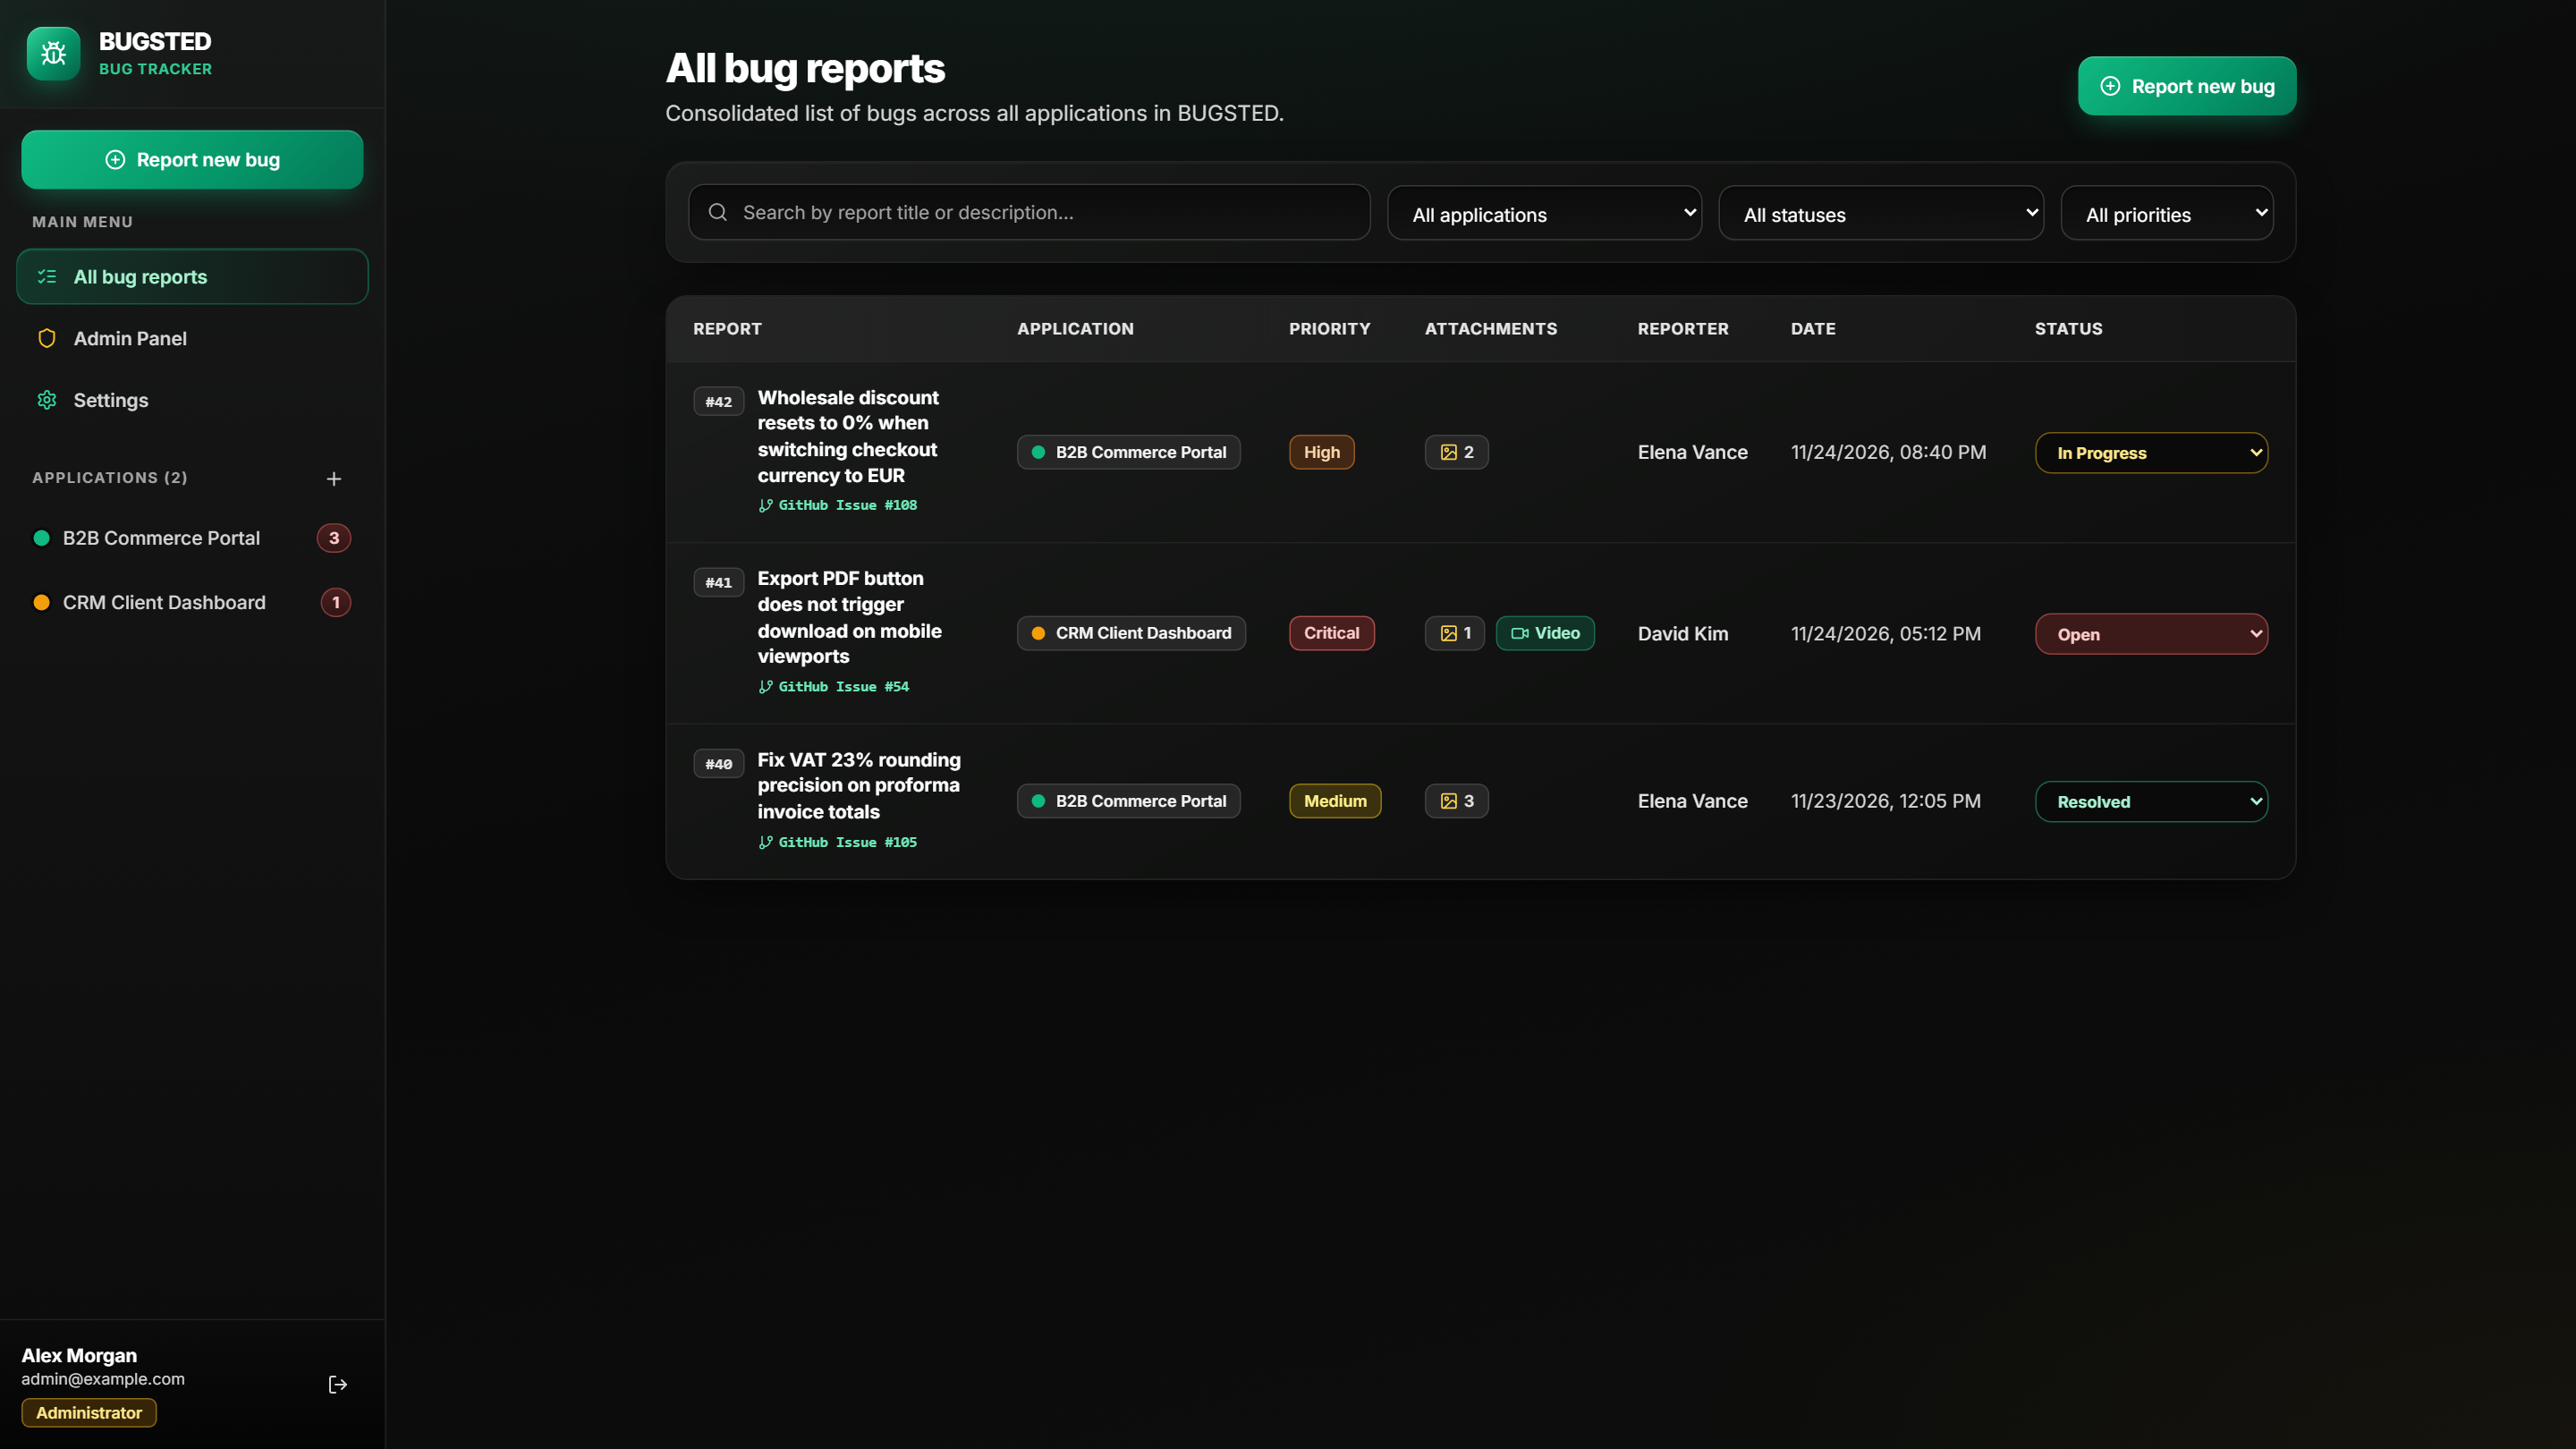 BUGSTED
BUG TRACKER
Report new bug
MAIN MENU
All bug reports
Admin Panel
Settings
APPLICATIONS (2)
B2B Commerce Portal 3
CRM Client Dashboard 1
Alex Morgan
admin@example.com
Administrator
All bug reports
Consolidated list of bugs across all applications in BUGSTED.
Report new bug
Search by report title or description...
All applications
All statuses
All priorities
REPORT APPLICATION PRIORITY ATTACHMENTS REPORTER DATE STATUS
#42
Wholesale discount
resets to 0% when
switching checkout
currency to EUR
GitHub Issue #108
B2B Commerce Portal
High
2
Elena Vance
11/24/2026, 08:40 PM
In Progress
#41
Export PDF button
does not trigger
download on mobile
viewports
GitHub Issue #54
CRM Client Dashboard
Critical
1
Video
David Kim
11/24/2026, 05:12 PM
Open
#40
Fix VAT 23% rounding
precision on proforma
invoice totals
GitHub Issue #105
B2B Commerce Portal
Medium
3
Elena Vance
11/23/2026, 12:05 PM
Resolved